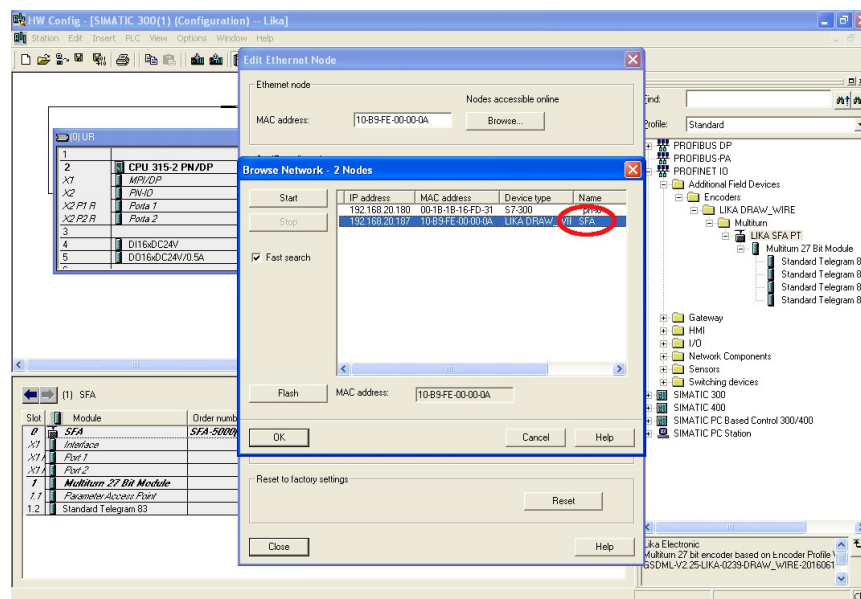 HW Config - [SIMATIC 300(1) (Configuration) -- Lika]
Station Edit Insert PLC View Options Window Help
Edit Ethernet Node
Ethernet node
Nodes accessible online
MAC address: 10-B9-FE-00-00-0A Browse...
Browse Network - 2 Nodes
Start
Stop
Fast search
IP address MAC address Device type Name
192.168.20.180 00-1B-1B-16-FD-31 S7-300
192.168.20.187 10-B9-FE-00-00-0A LIKA DRAW_ SFA
Flash MAC address: 10-B9-FE-00-00-0A
OK Cancel Help
Reset to factory settings
Reset
Close Help
(0) UR
1
2 CPU 315-2 PN/DP
X1 MPI/DP
X2 PN-IO
X2 P1 R Porta 1
X2 P2 R Porta 2
3
4 DI16xDC24V
5 DO16xDC24V/0.5A
(1) SFA
Slot Module Order numb
0 SFA SFA-5000
X1 Interface
X1 Port 1
X1 Port 2
1 Multiturn 27 Bit Module
1.1 Parameter Access Point
1.2 Standard Telegram 83
Find:
Profile: Standard
PROFIBUS DP
PROFIBUS-PA
PROFINET IO
Additional Field Devices
Encoders
LIKA DRAW_WIRE
Multiturn
LIKA SFA PT
Multiturn 27 Bit Module
Standard Telegram 8
Standard Telegram 8
Standard Telegram 8
Standard Telegram 8
Gateway
HMI
I/O
Network Components
Sensors
Switching devices
SIMATIC 300
SIMATIC 400
SIMATIC PC Based Control 300/400
SIMATIC PC Station
Lika Electronic
Multiturn 27 bit encoder based on Encoder Profile
GSDML-V2.25-LIKA-0239-DRAW_WIRE-2016061